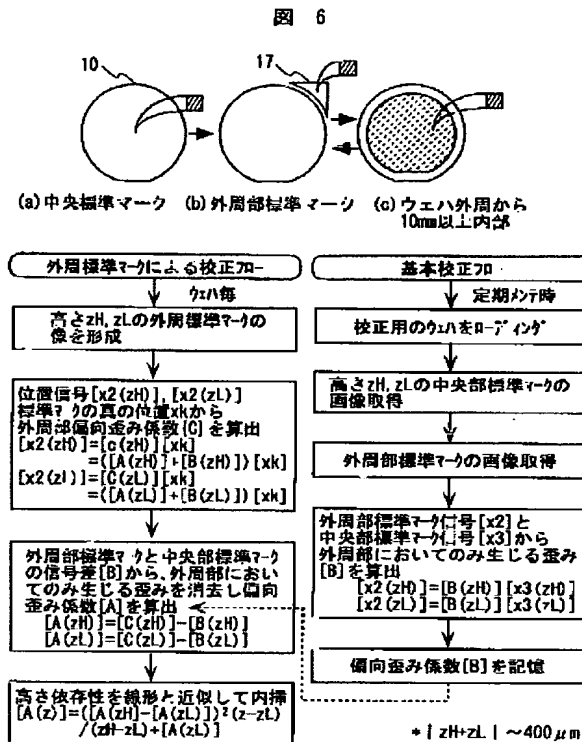 図 6
10
17
(a)中央標準マーク
(b)外周部標準マーク
(c)ウェハ外周から
10mm以上内部
外周標準マークによる校正フロー
ウェハ毎
高さzH,zLの外周標準マークの
像を形成
位置信号[x2(zH)],[x2(zL)]
標準マークの真の位置xkから
外周部偏向歪み係数[C]を算出
[x2(zH)]=[C(zH)][xk]
=([A(zH)]+[B(zH)])[xk]
[x2(zL)]=[C(zL)][xk]
=([A(zL)]+[B(zL)])[xk]
外周部標準マークと中央部標準マーク
の信号差[B]から、外周部におい
てのみ生じる歪みを消去し偏向
歪み係数[A]を算出
[A(zH)]=[C(zH)]-[B(zH)]
[A(zL)]=[C(zL)]-[B(zL)]
高さ依存性を線形と近似して内挿
[A(z)]=([A(zH)]-[A(zL)])*(z-zL)
/(zH-zL)+[A(zL)]
基本校正フロ
定期メンテ時
校正用のウェハをローディング
高さzH,zLの中央部標準マークの
画像取得
外周部標準マークの画像取得
外周部標準マーク信号[x2]と
中央部標準マーク信号[x3]から
外周部においてのみ生じる歪み
[B]を算出
[x2(zH)]=[B(zH)][x3(zH)]
[x2(zL)]=[B(zL)][x3(zL)]
偏向歪み係数[B]を記憶
*|zH+zL|~400μm